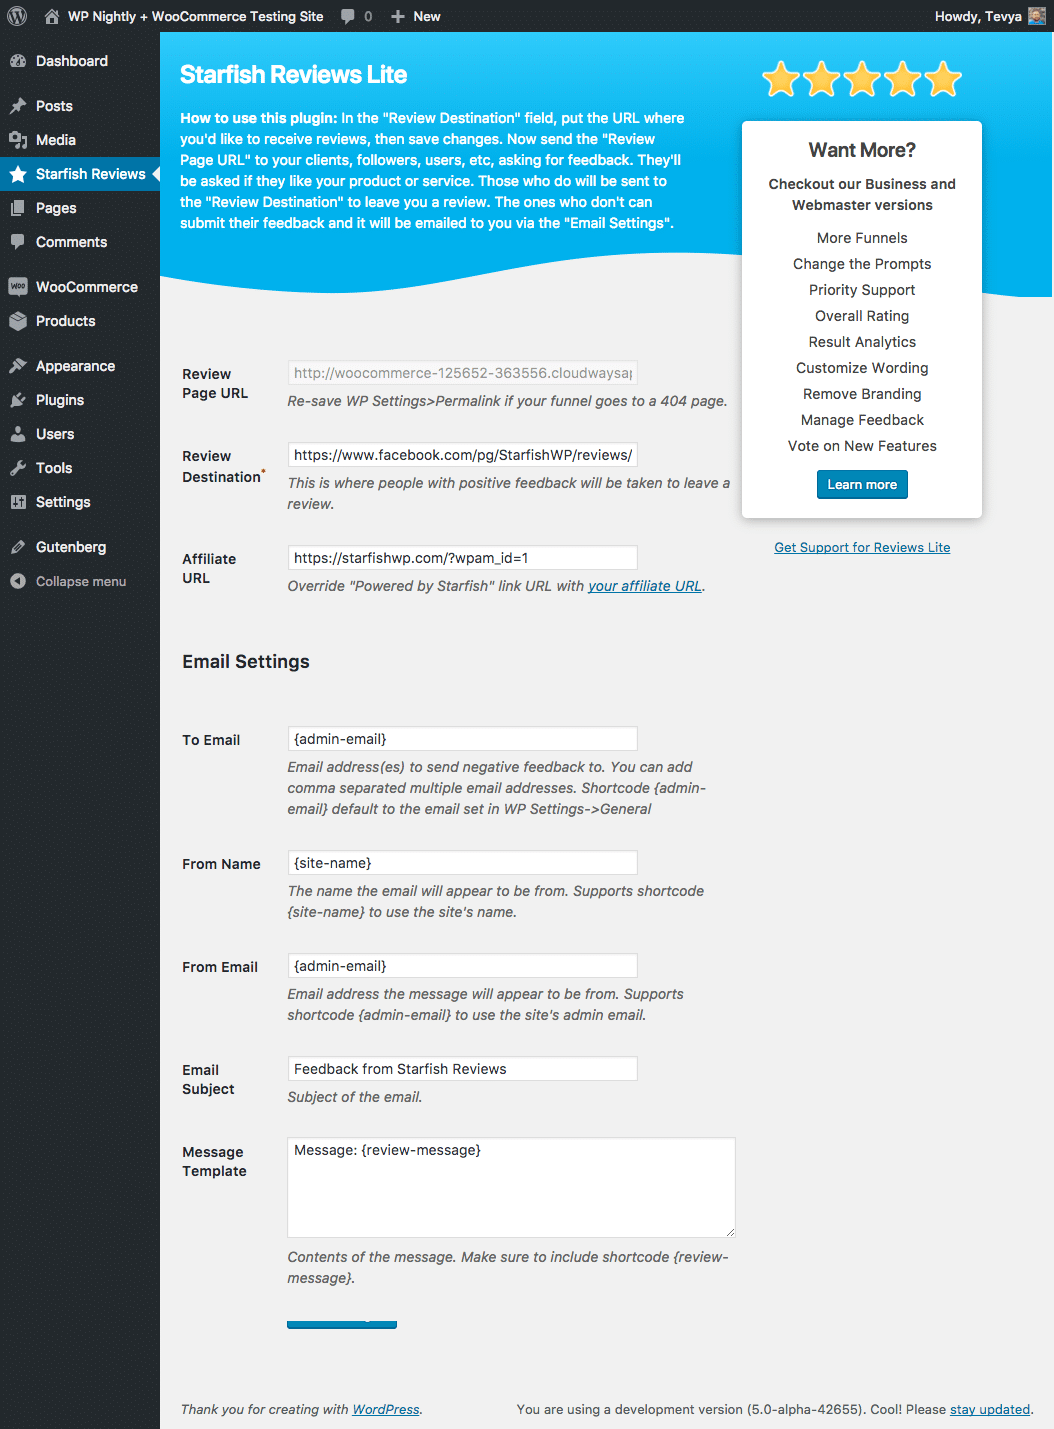 WP Nightly + WooCommerce Testing Site 0 New Howdy, Tevya
Dashboard
Posts
Media
Starfish Reviews
Pages
Comments
WooCommerce
Products
Appearance
Plugins
Users
Tools
Settings
Gutenberg
Collapse menu
Starfish Reviews Lite
How to use this plugin: In the "Review Destination" field, put the URL where
you'd like to receive reviews, then save changes. Now send the "Review
Page URL" to your clients, followers, users, etc, asking for feedback. They'll
be asked if they like your product or service. Those who do will be sent to
the "Review Destination" to leave you a review. The ones who don't can
submit their feedback and it will be emailed to you via the "Email Settings".
Want More?
Checkout our Business and
Webmaster versions
More Funnels
Change the Prompts
Priority Support
Overall Rating
Result Analytics
Customize Wording
Remove Branding
Manage Feedback
Vote on New Features
Learn more
Get Support for Reviews Lite
Review
Page URL
http://woocommerce-125652-363556.cloudwaysap
Re-save WP Settings>Permalink if your funnel goes to a 404 page.
Review
Destination*
https://www.facebook.com/pg/StarfishWP/reviews/
This is where people with positive feedback will be taken to leave a
review.
Affiliate
URL
https://starfishwp.com/?wpam_id=1
Override "Powered by Starfish" link URL with your affiliate URL.
Email Settings
To Email
{admin-email}
Email address(es) to send negative feedback to. You can add
comma separated multiple email addresses. Shortcode {admin-
email} default to the email set in WP Settings->General
From Name
{site-name}
The name the email will appear to be from. Supports shortcode
{site-name} to use the site's name.
From Email
{admin-email}
Email address the message will appear to be from. Supports
shortcode {admin-email} to use the site's admin email.
Email
Subject
Feedback from Starfish Reviews
Subject of the email.
Message
Template
Message: {review-message}
Contents of the message. Make sure to include shortcode {review-
message}.
Thank you for creating with WordPress.
You are using a development version (5.0-alpha-42655). Cool! Please stay updated.